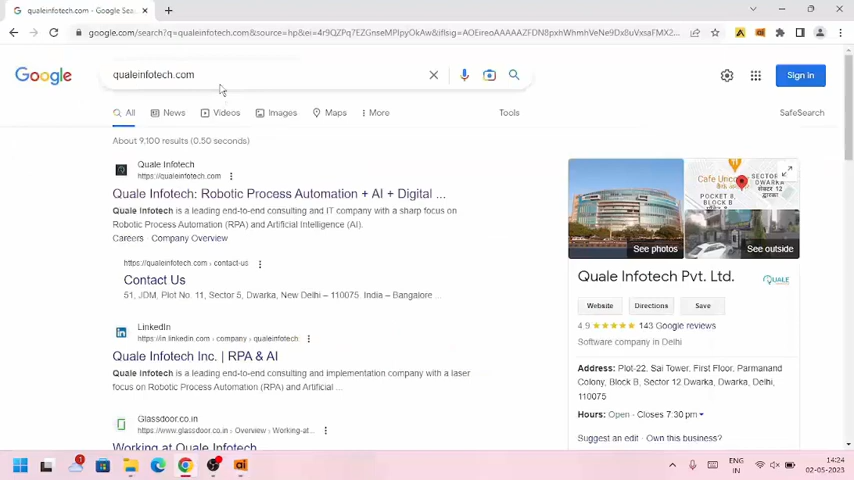 qualeinfotech.com - Google Sea
google.com/search?q=qualeinfotech.com&source=hp&ei=
Google
qualeinfotech.com
Sign in
All
News
Videos
Images
Maps
More
Tools
SafeSearch
About 9,100 results (0.50 seconds)
Quale Infotech
https://qualeinfotech.com
Quale Infotech: Robotic Process Automation + AI + Digital ...
Quale Infotech is a leading end-to-end consulting and IT company with a sharp focus on
Robotic Process Automation (RPA) and Artificial Intelligence (AI).
Careers · Company Overview
https://qualeinfotech.com › contact-us
Contact Us
51, JDM, Plot No. 11, Sector 5, Dwarka, New Delhi – 110075 India – Bangalore ...
LinkedIn
https://in.linkedin.com › company › qualeinfotech
Quale Infotech Inc. | RPA & AI
Quale Infotech is a leading end-to-end consulting and implementation company with a laser
focus on Robotic Process Automation (RPA) and Artificial ...
Glassdoor.co.in
https://www.glassdoor.co.in › Overview › Working-at...
Working at Quale Infotech
Cafe
POCKET 8,
BLOCK B
SECTOR
DWARKA
सेक्टर 12
See photos
See outside
Quale Infotech Pvt. Ltd.
QUALE
Website
Directions
Save
4.9 143 Google reviews
Software company in Delhi
Address: Plot-22, Sai Tower, First Floor, Parmanand
Colony, Block B, Sector 12 Dwarka, Delhi,
110075
Hours: Open · Closes 7:30 pm
Suggest an edit · Own this business?
1
ai
ENG
IN
14:24
02-05-2023